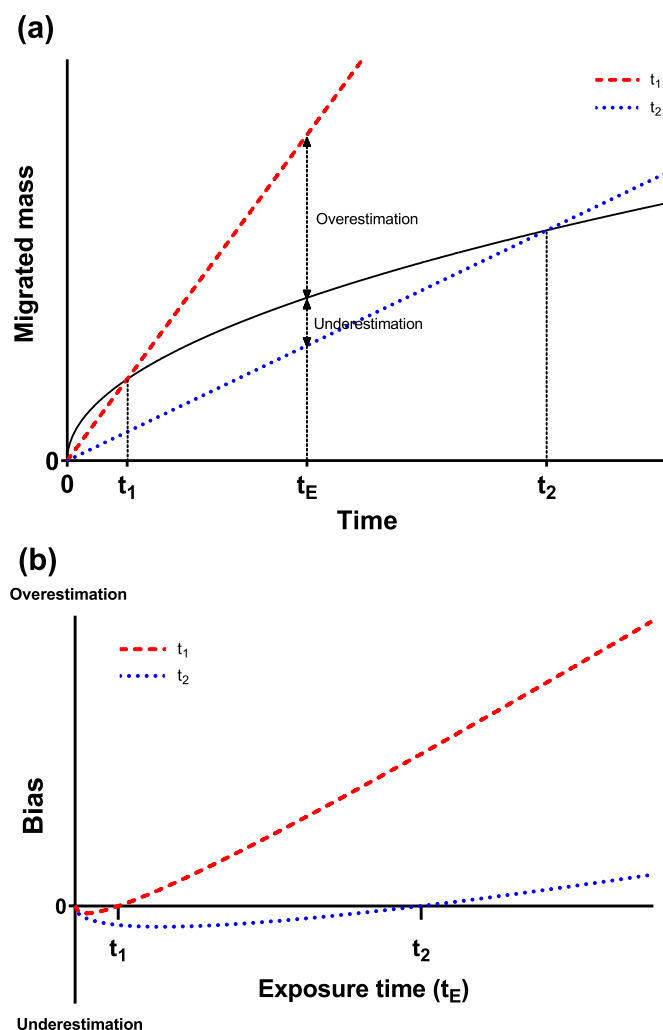 (a)
t1
t2
Migrated mass
Overestimation
Underestimation
0
0 t1 tE t2
Time
(b)
Overestimation
t1
t2
Bias
0
t1 t2
Exposure time (tE)
Underestimation